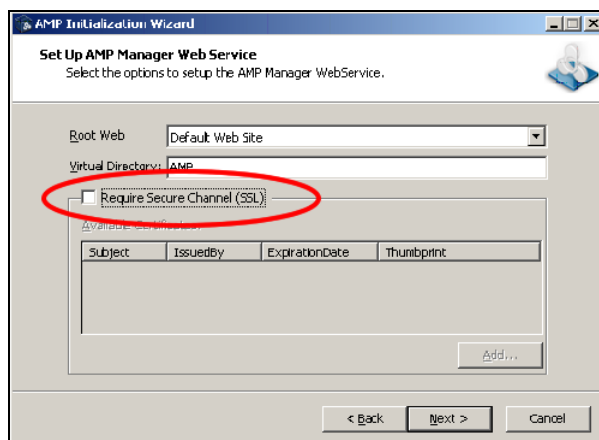 AMP Initialization Wizard
Set Up AMP Manager Web Service
Select the options to setup the AMP Manager WebService.
Root Web
Default Web Site
Virtual Directory:
AMP
Require Secure Channel (SSL)
Available Certificates:
Subject IssuedBy ExpirationDate Thumbprint
Add...
< Back Next > Cancel